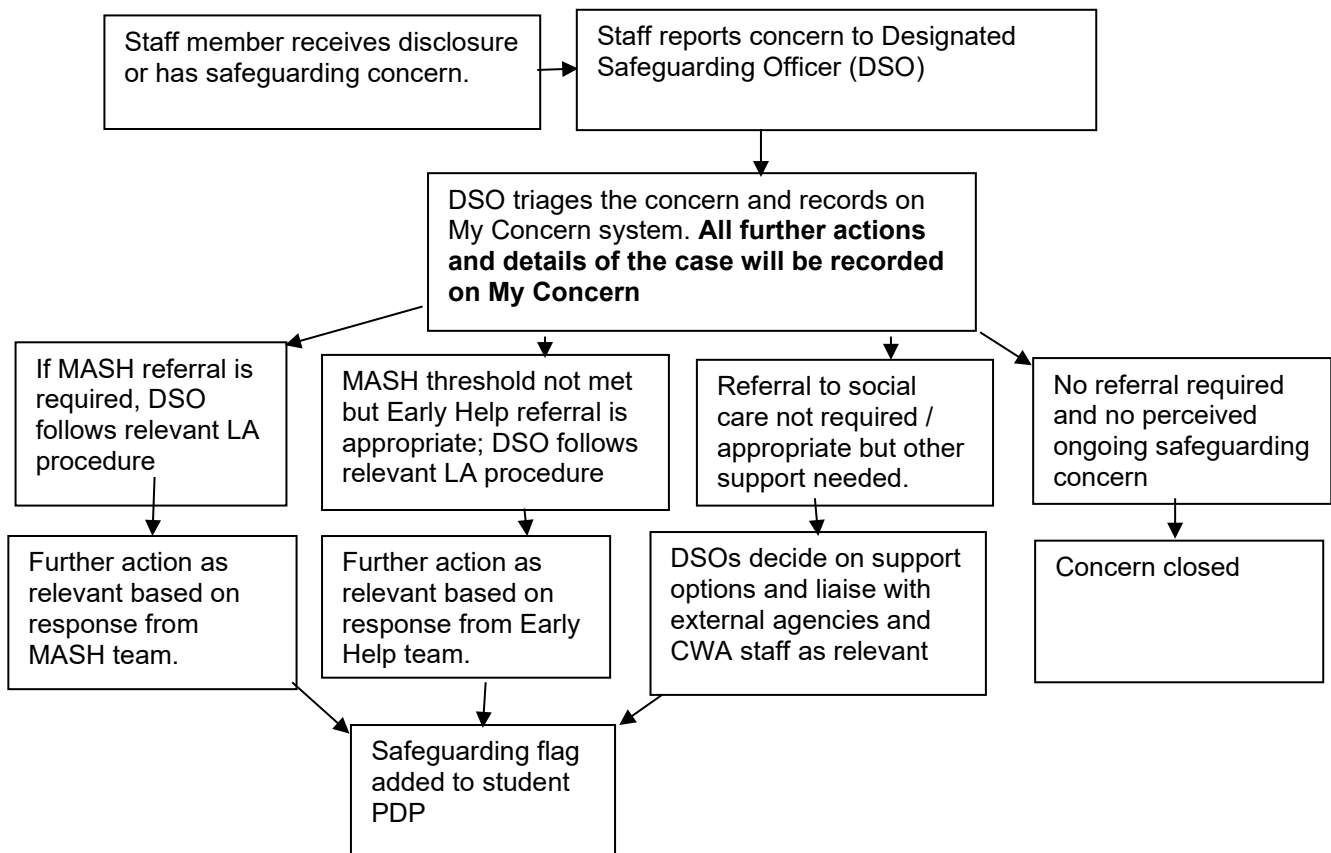 Staff member receives disclosure
or has safeguarding concern.
Staff reports concern to Designated
Safeguarding Officer (DSO)
DSO triages the concern and records on
My Concern system. All further actions
and details of the case will be recorded
on My Concern
If MASH referral is
required, DSO
follows relevant LA
procedure
MASH threshold not met
but Early Help referral is
appropriate; DSO follows
relevant LA procedure
Referral to social
care not required /
appropriate but other
support needed.
No referral required
and no perceived
ongoing safeguarding
concern
Further action as
relevant based on
response from
MASH team.
Further action as
relevant based on
response from Early
Help team.
DSOs decide on support
options and liaise with
external agencies and
CWA staff as relevant
Concern closed
Safeguarding flag
added to student
PDP